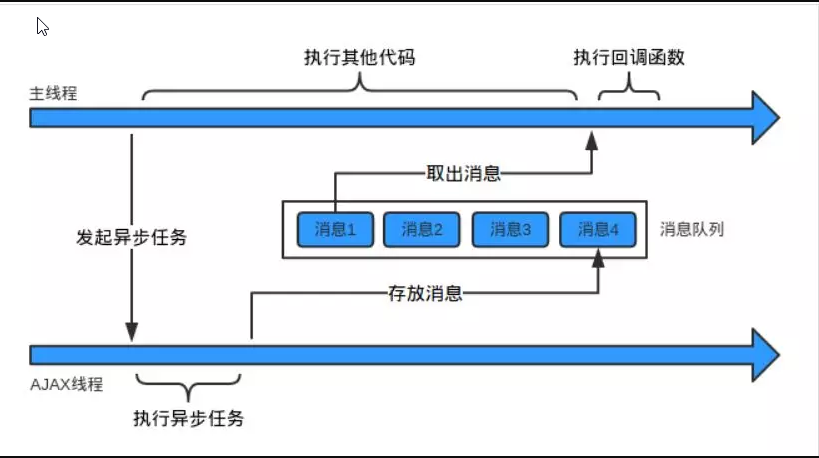 执行其他代码
执行回调函数
主线程
取出消息
消息1
消息2
消息3
消息4
消息队列
发起异步任务
存放消息
AJAX线程
执行异步任务